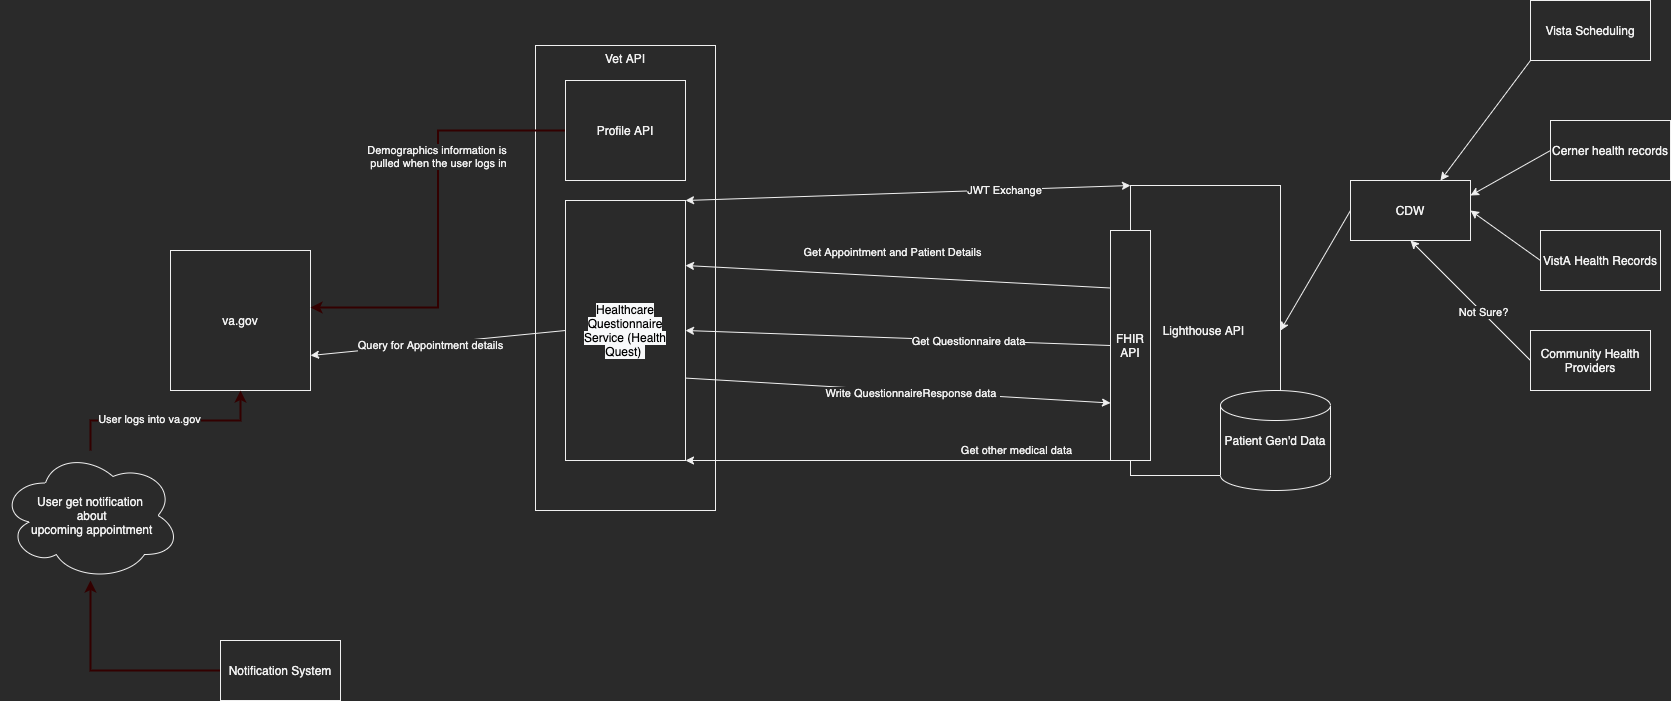 Vista Scheduling
Vet API
Profile API
Demographics information is
pulled when the user logs in
Cerner health records
JWT Exchange
CDW
Get Appointment and Patient Details
VistA Health Records
va.gov
Healthcare
Questionnaire
Service (Health
Quest)
Not Sure?
Lighthouse API
FHIR
API
Query for Appointment details
Get Questionnaire data
Community Health
Providers
Write QuestionnaireResponse data
User logs into va.gov
Patient Gen'd Data
Get other medical data
User get notification
about
upcoming appointment
Notification System